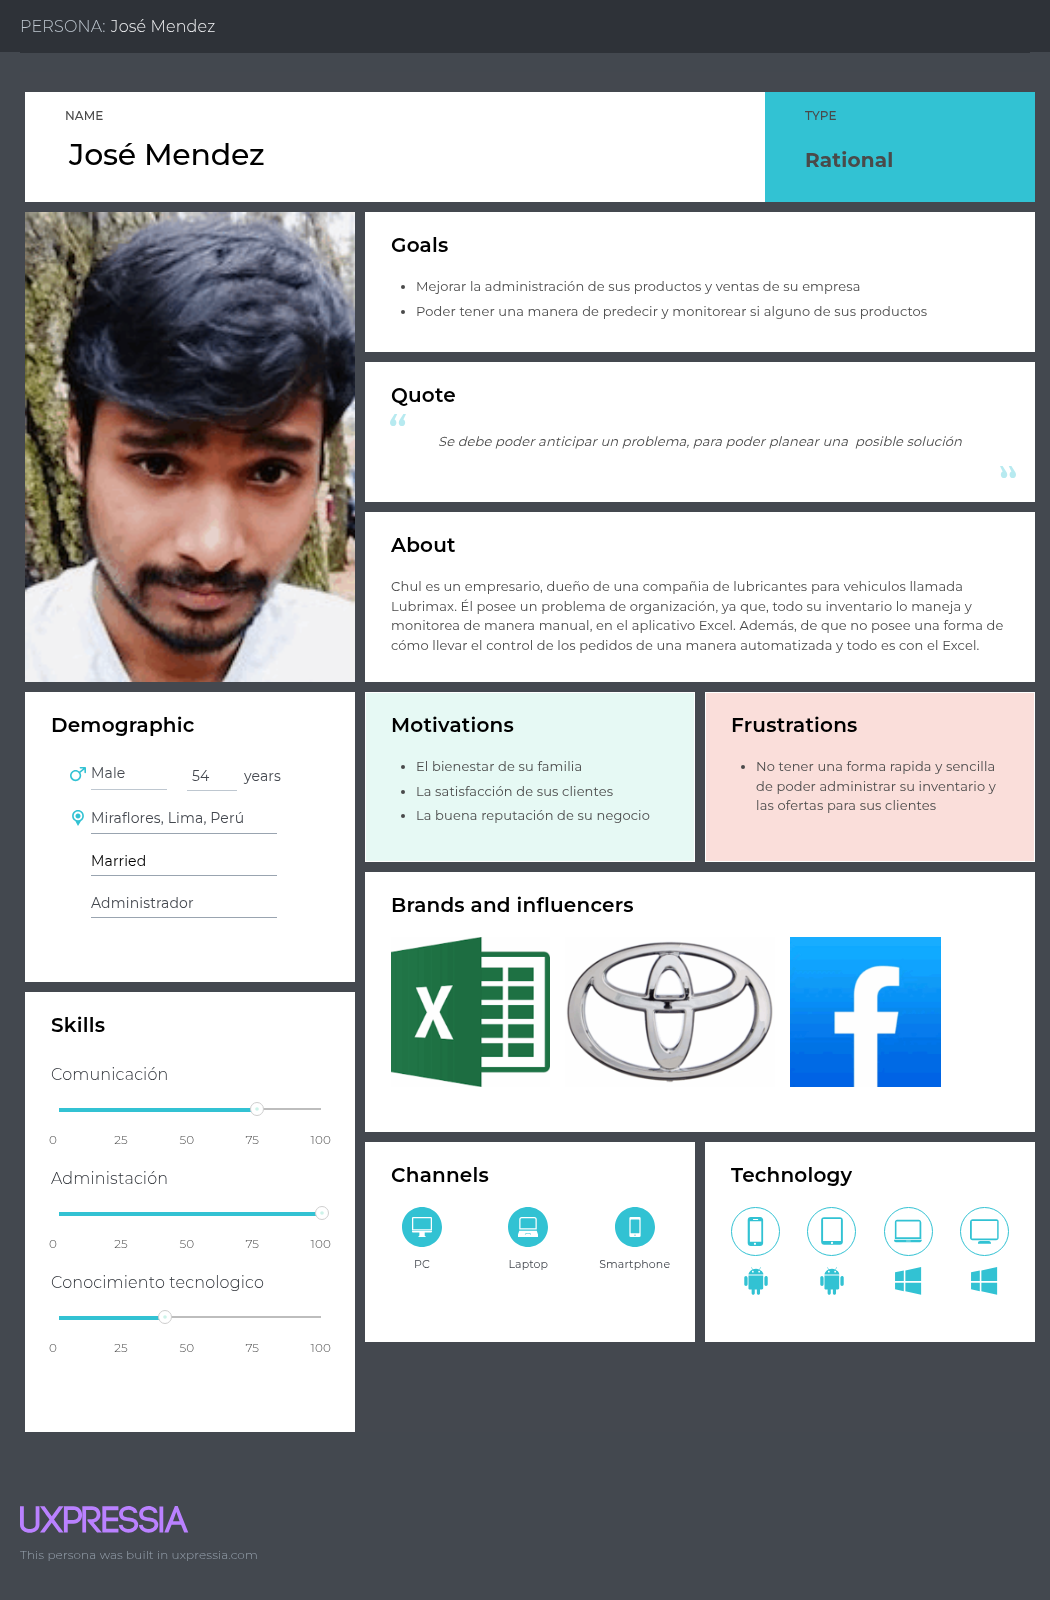 PERSONA: José Mendez
NAME
José Mendez
TYPE
Rational
Goals
Mejorar la administración de sus productos y ventas de su empresa
Poder tener una manera de predecir y monitorear si alguno de sus productos
Quote
“
Se debe poder anticipar un problema, para poder planear una  posible solución
”
About
Chul es un empresario, dueño de una compañia de lubricantes para vehiculos llamada
Lubrimax. Él posee un problema de organización, ya que, todo su inventario lo maneja y
monitorea de manera manual, en el aplicativo Excel. Además, de que no posee una forma de
cómo llevar el control de los pedidos de una manera automatizada y todo es con el Excel.
Demographic
Male 54 years
Miraflores, Lima, Perú
Married
Administrador
Motivations
El bienestar de su familia
La satisfacción de sus clientes
La buena reputación de su negocio
Frustrations
No tener una forma rapida y sencilla
de poder administrar su inventario y
las ofertas para sus clientes
Skills
Comunicación
0 25 50 75 100
Administación
0 25 50 75 100
Conocimiento tecnologico
0 25 50 75 100
Brands and influencers
X
f
Channels
PC Laptop Smartphone
Technology
UXPRESSIA
This persona was built in uxpressia.com